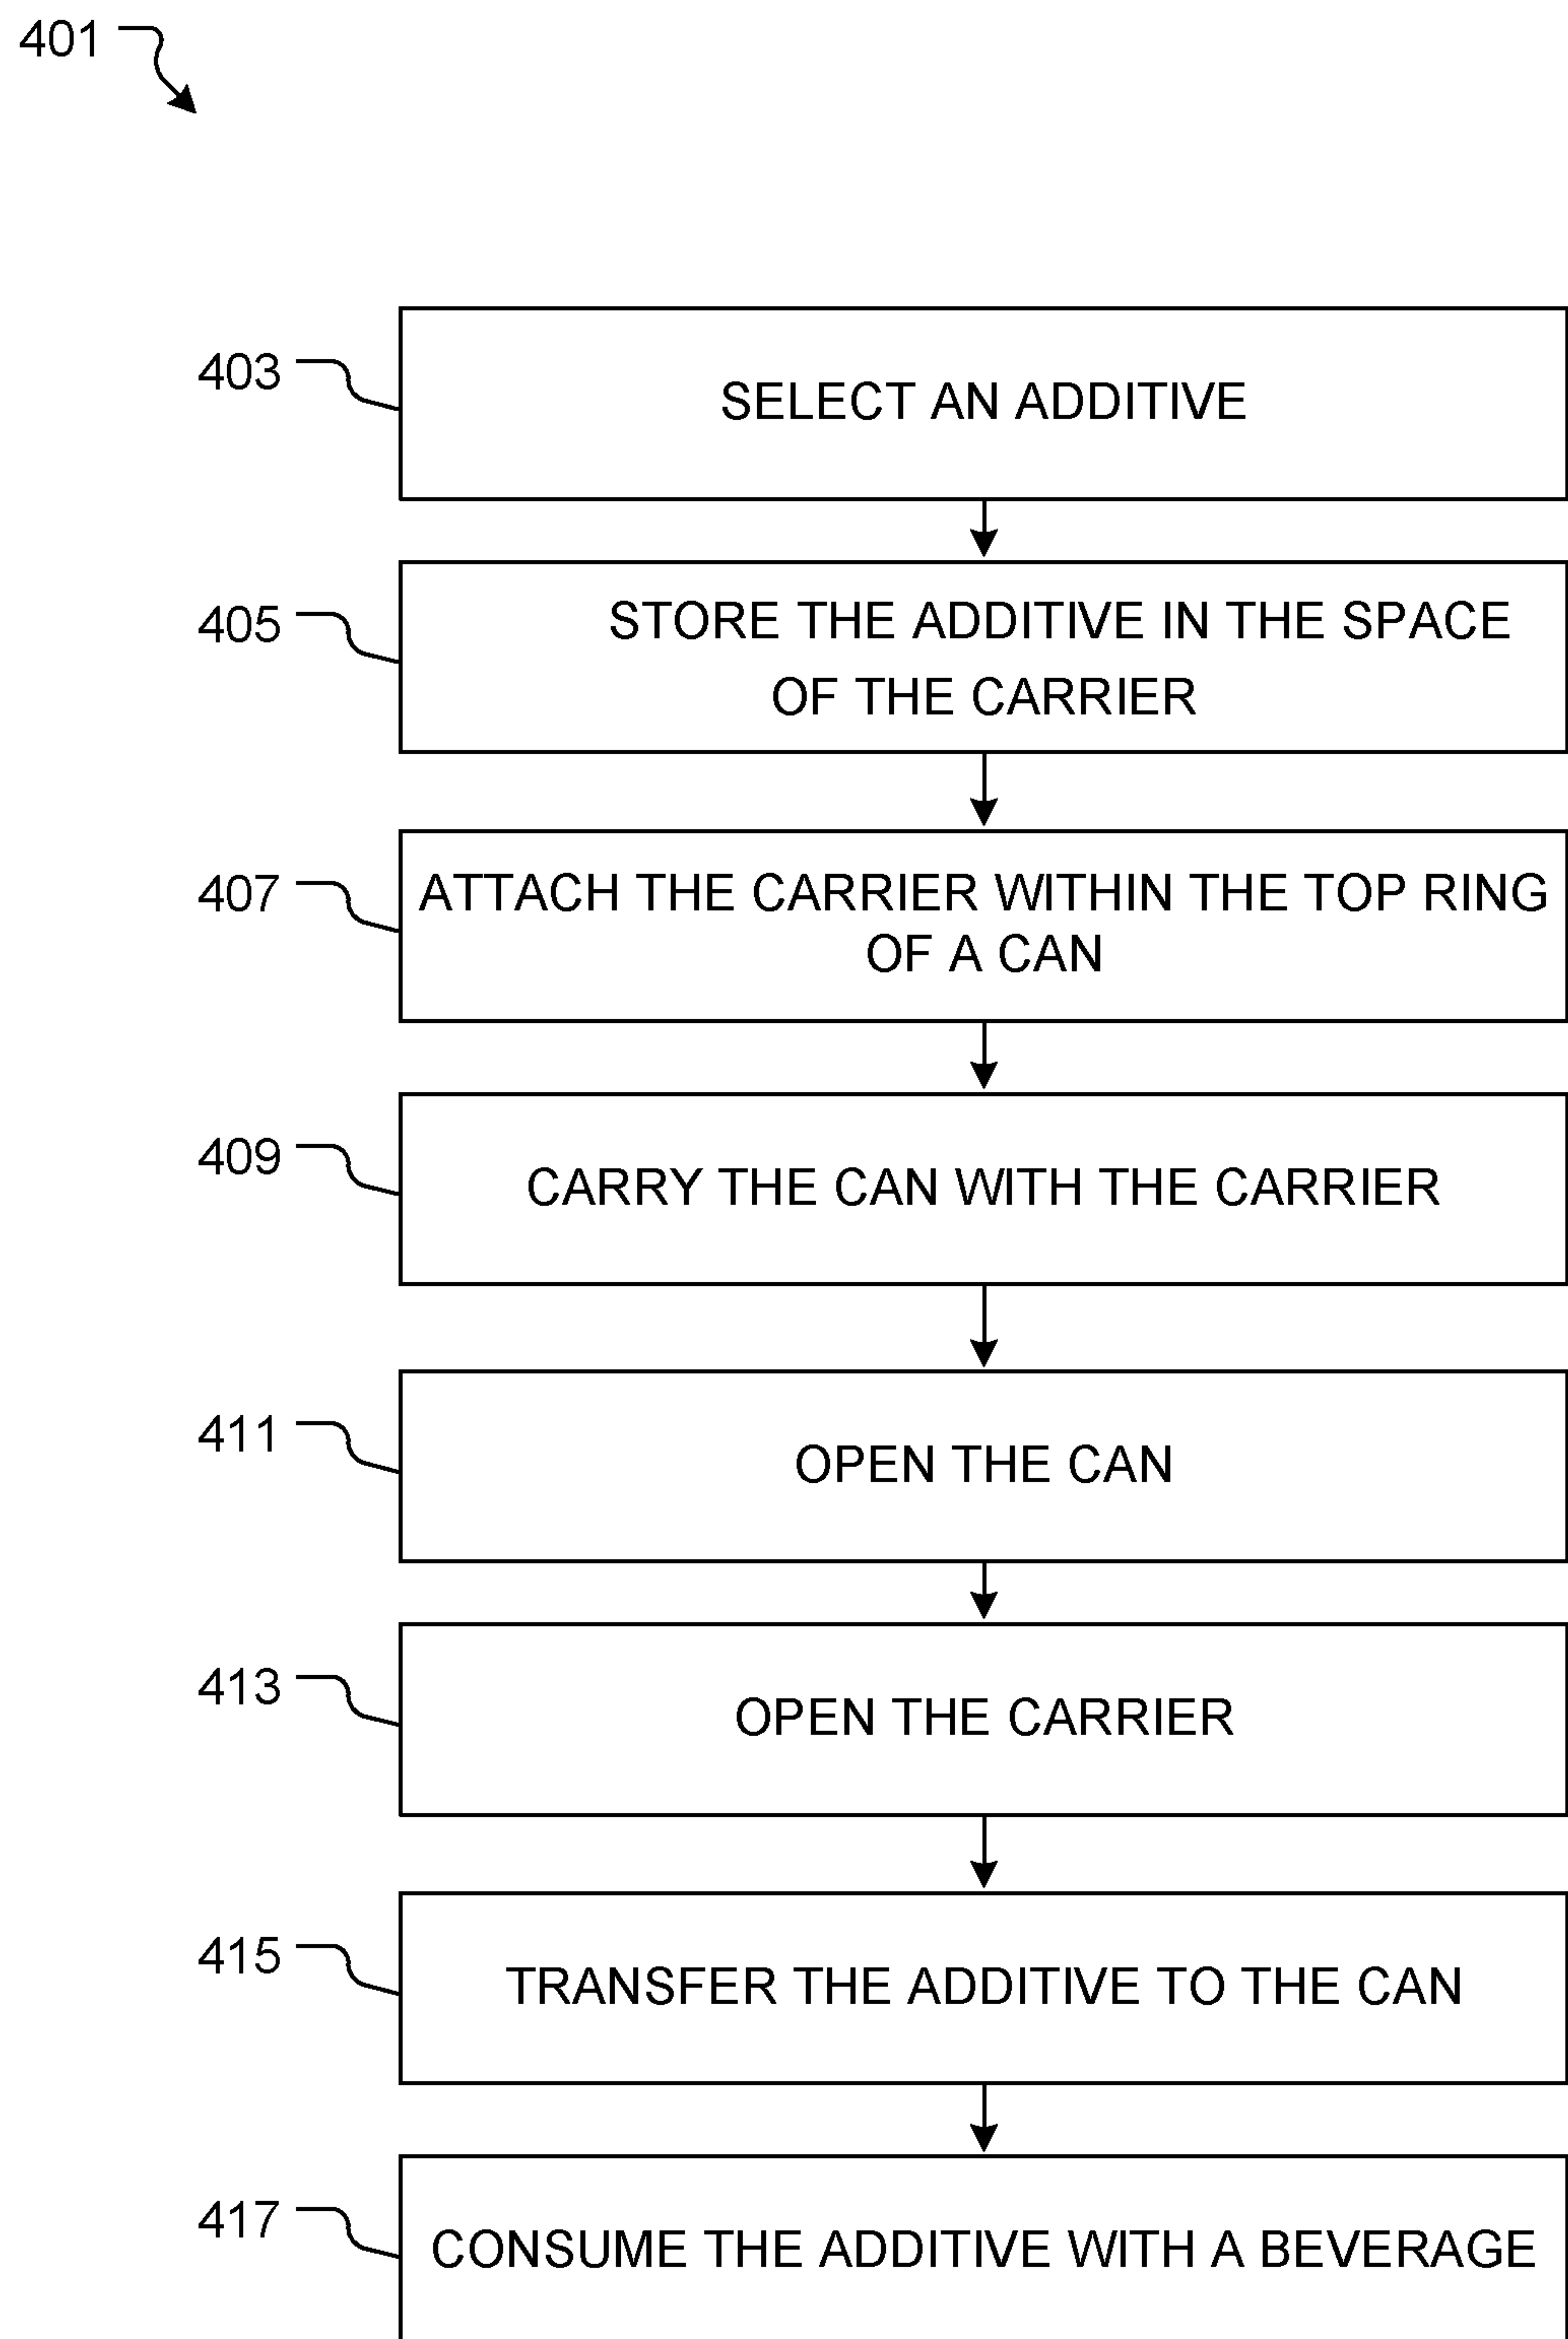 401
403
SELECT AN ADDITIVE
405
STORE THE ADDITIVE IN THE SPACE
OF THE CARRIER
407
ATTACH THE CARRIER WITHIN THE TOP RING
OF A CAN
409
CARRY THE CAN WITH THE CARRIER
411
OPEN THE CAN
413
OPEN THE CARRIER
415
TRANSFER THE ADDITIVE TO THE CAN
417
CONSUME THE ADDITIVE WITH A BEVERAGE